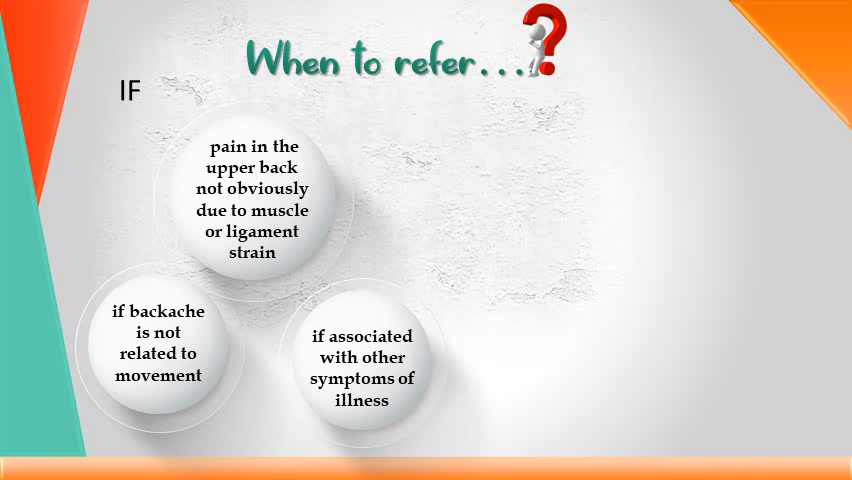 When to refer...?
IF
pain in the
upper back
not obviously
due to muscle
or ligament
strain
if backache
is not
related to
movement
if associated
with other
symptoms of
illness